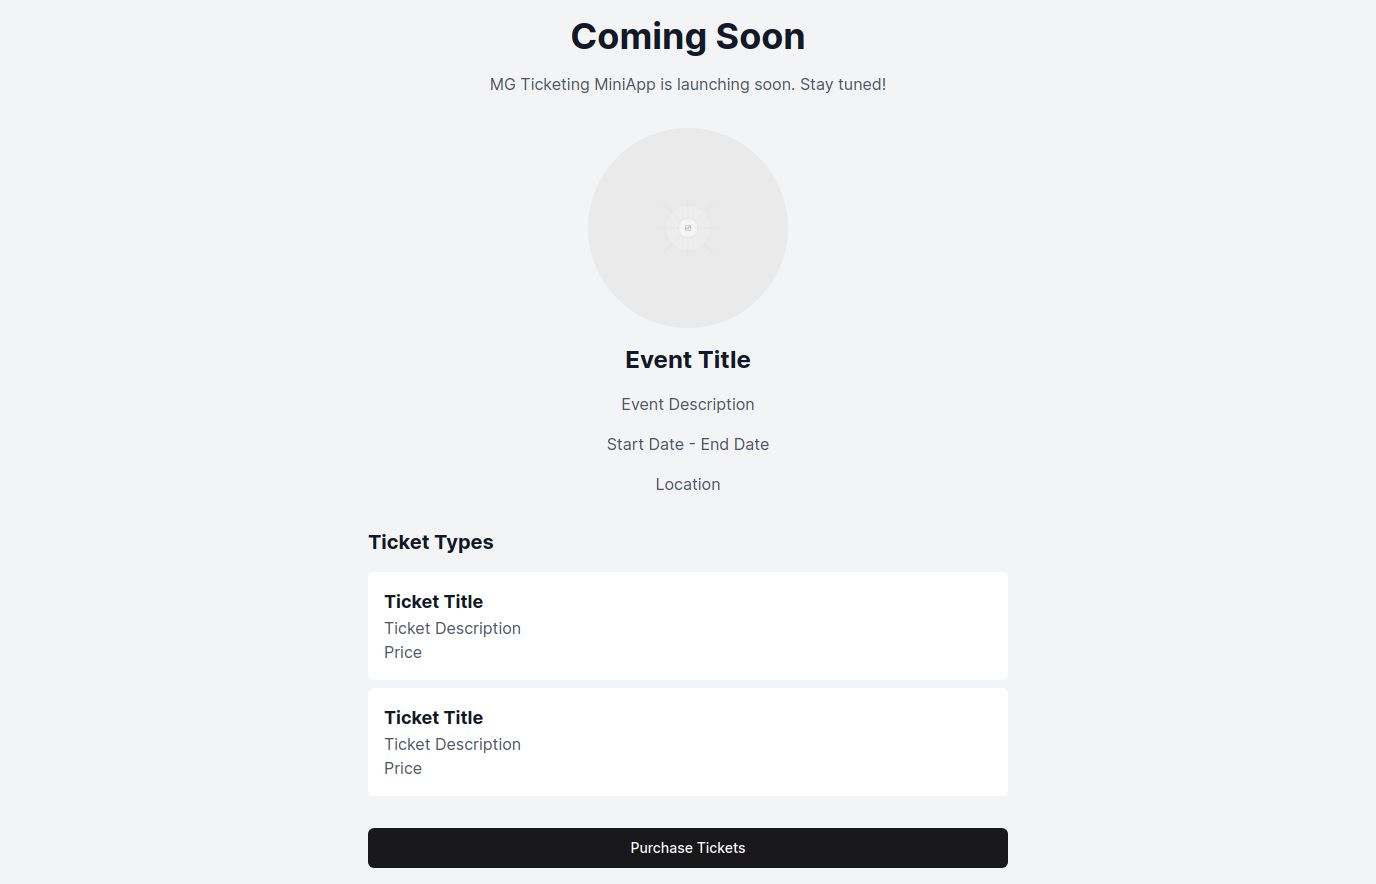 Coming Soon
MG Ticketing MiniApp is launching soon. Stay tuned!
Event Title
Event Description
Start Date - End Date
Location
Ticket Types
Ticket Title
Ticket Description
Price
Ticket Title
Ticket Description
Price
Purchase Tickets